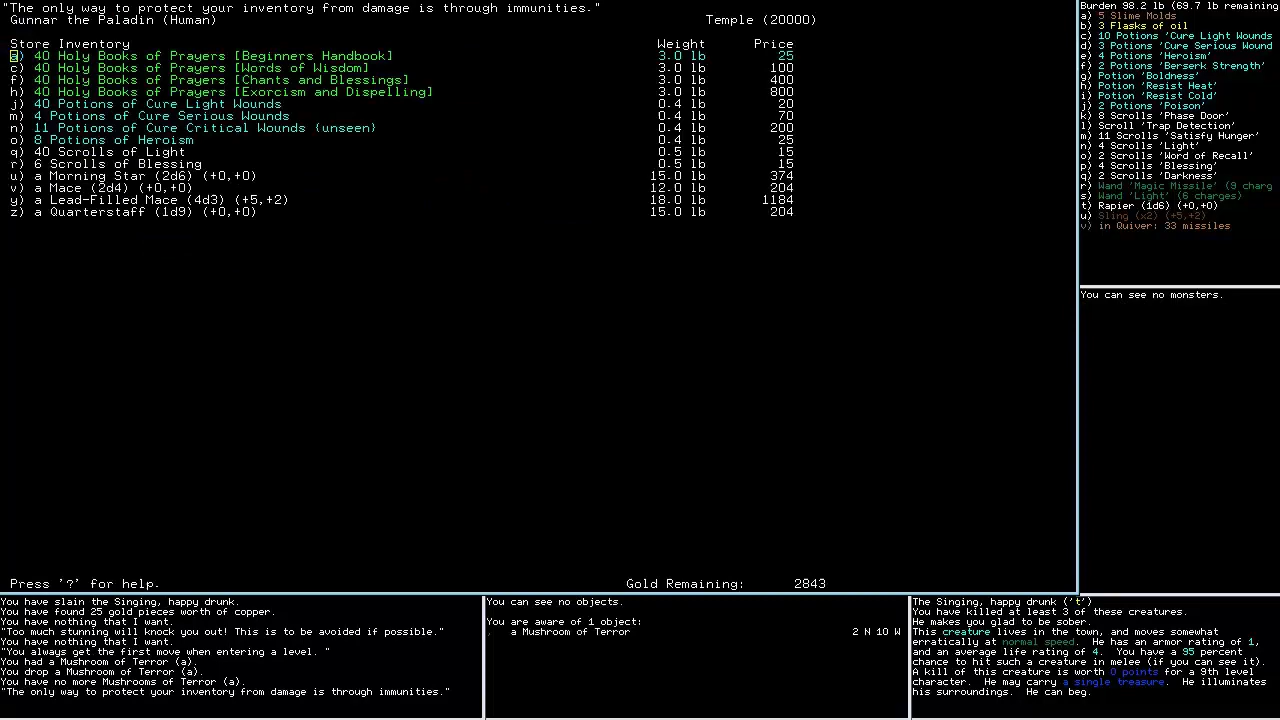 "The only way to protect your inventory from damage is through immunities."
Gunnar the Paladin (Human) Temple (20000)
Store Inventory Weight Price
a) 40 Holy Books of Prayers [Beginners Handbook] 3.0 lb 25
e) 40 Holy Books of Prayers [Words of Wisdom] 3.0 lb 100
f) 40 Holy Books of Prayers [Chants and Blessings] 3.0 lb 400
h) 40 Holy Books of Prayers [Exorcism and Dispelling] 3.0 lb 800
j) 40 Potions of Cure Light Wounds 0.4 lb 20
m) 4 Potions of Cure Serious Wounds 0.4 lb 70
n) 11 Potions of Cure Critical Wounds {unseen} 0.4 lb 200
o) 8 Potions of Heroism 0.4 lb 25
q) 40 Scrolls of Light 0.5 lb 15
r) 6 Scrolls of Blessing 0.5 lb 15
u) a Morning Star (2d6) (+0,+0) 15.0 lb 374
v) a Mace (2d4) (+0,+0) 12.0 lb 204
y) a Lead-Filled Mace (4d3) (+5,+2) 18.0 lb 1184
z) a Quarterstaff (1d9) (+0,+0) 15.0 lb 204
Press '?' for help. Gold Remaining: 2843
Burden 98.2 lb (69.7 lb remaining
a) 5 Slime Molds
b) 3 Flasks of oil
c) 10 Potions 'Cure Light Wounds
d) 3 Potions 'Cure Serious Wound
e) 4 Potions 'Heroism'
f) 2 Potions 'Berserk Strength'
g) Potion 'Boldness'
h) Potion 'Resist Heat'
i) Potion 'Resist Cold'
j) 2 Potions 'Poison'
k) 8 Scrolls 'Phase Door'
l) Scroll 'Trap Detection'
m) 11 Scrolls 'Satisfy Hunger'
n) 4 Scrolls 'Light'
o) 2 Scrolls 'Word of Recall'
p) 4 Scrolls 'Blessing'
q) 2 Scrolls 'Darkness'
r) Wand 'Magic Missile' (9 charg
s) Wand 'Light' (6 charges)
t) Rapier (1d6) (+0,+0)
u) Sling (x2) (+5,+2)
v) in Quiver: 33 missiles
You can see no monsters.
You have slain the Singing, happy drunk.
You have found 25 gold pieces worth of copper.
You have nothing that I want.
"Too much stunning will knock you out! This is to be avoided if possible."
You have nothing that I want.
"You always get the first move when entering a level. "
You had a Mushroom of Terror (a).
You drop a Mushroom of Terror (a).
You have no more Mushrooms of Terror (a).
"The only way to protect your inventory from damage is through immunities."
You can see no objects.
You are aware of 1 object:
, a Mushroom of Terror 2 N 10 W
The Singing, happy drunk ('t')
You have killed at least 3 of these creatures.
He makes you glad to be sober.
This creature lives in the town, and moves somewhat
erratically at normal speed. He has an armor rating of 1,
and an average life rating of 4. You have a 95 percent
chance to hit such a creature in melee (if you can see it).
A kill of this creature is worth 0 points for a 9th level
character. He may carry a single treasure. He illuminates
his surroundings. He can beg.